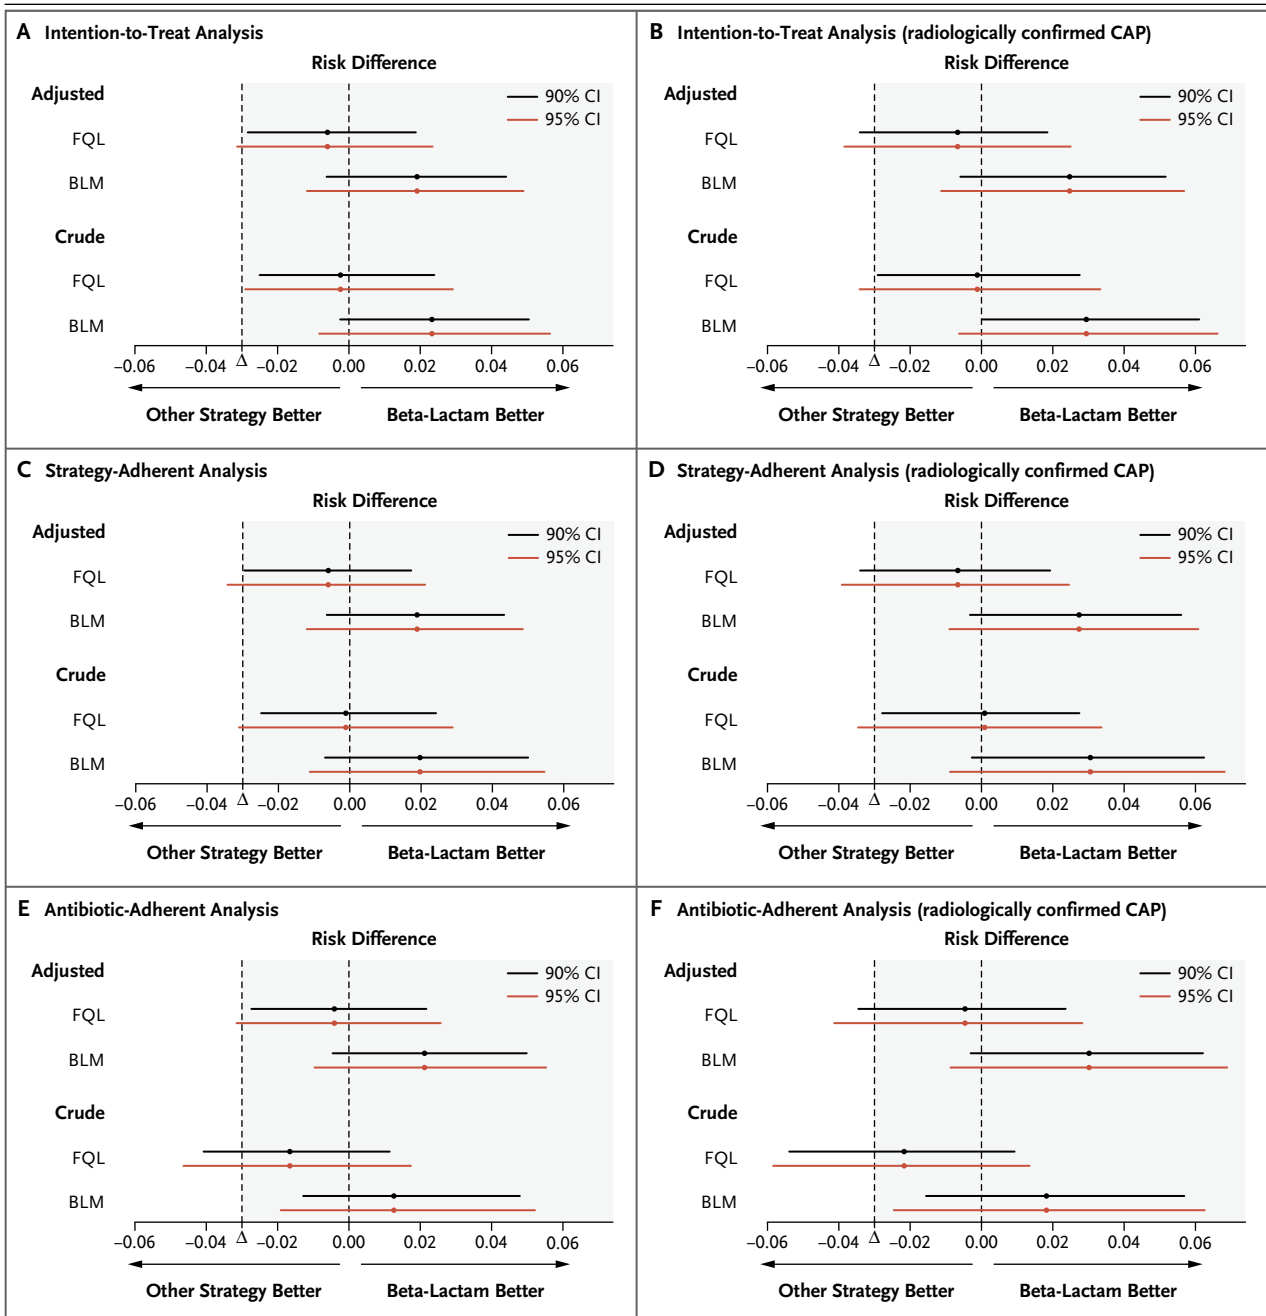 A Intention-to-Treat Analysis
Risk Difference
Adjusted
90% CI
95% CI
FQL
BLM
Crude
FQL
BLM
–0.06 –0.04 Δ –0.02 0.00 0.02 0.04 0.06
Other Strategy Better Beta-Lactam Better
B Intention-to-Treat Analysis (radiologically confirmed CAP)
Risk Difference
Adjusted
90% CI
95% CI
FQL
BLM
Crude
FQL
BLM
–0.06 –0.04 Δ –0.02 0.00 0.02 0.04 0.06
Other Strategy Better Beta-Lactam Better
C Strategy-Adherent Analysis
Risk Difference
Adjusted
90% CI
95% CI
FQL
BLM
Crude
FQL
BLM
–0.06 –0.04 Δ –0.02 0.00 0.02 0.04 0.06
Other Strategy Better Beta-Lactam Better
D Strategy-Adherent Analysis (radiologically confirmed CAP)
Risk Difference
Adjusted
90% CI
95% CI
FQL
BLM
Crude
FQL
BLM
–0.06 –0.04 Δ –0.02 0.00 0.02 0.04 0.06
Other Strategy Better Beta-Lactam Better
E Antibiotic-Adherent Analysis
Risk Difference
Adjusted
90% CI
95% CI
FQL
BLM
Crude
FQL
BLM
–0.06 –0.04 Δ –0.02 0.00 0.02 0.04 0.06
Other Strategy Better Beta-Lactam Better
F Antibiotic-Adherent Analysis (radiologically confirmed CAP)
Risk Difference
Adjusted
90% CI
95% CI
FQL
BLM
Crude
FQL
BLM
–0.06 –0.04 Δ –0.02 0.00 0.02 0.04 0.06
Other Strategy Better Beta-Lactam Better